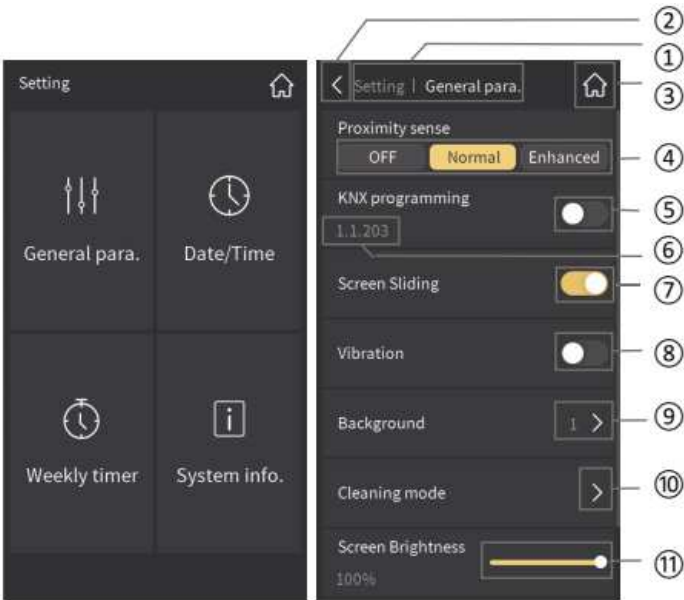 ②
①
Setting
Setting | General para.
③
Proximity sense
OFF Normal Enhanced
④
KNX programming
⑤
1.1.203
⑥
General para.
Date/Time
Screen Sliding
⑦
Vibration
⑧
Background
1
⑨
Weekly timer
System info.
Cleaning mode
⑩
Screen Brightness
100%
⑪